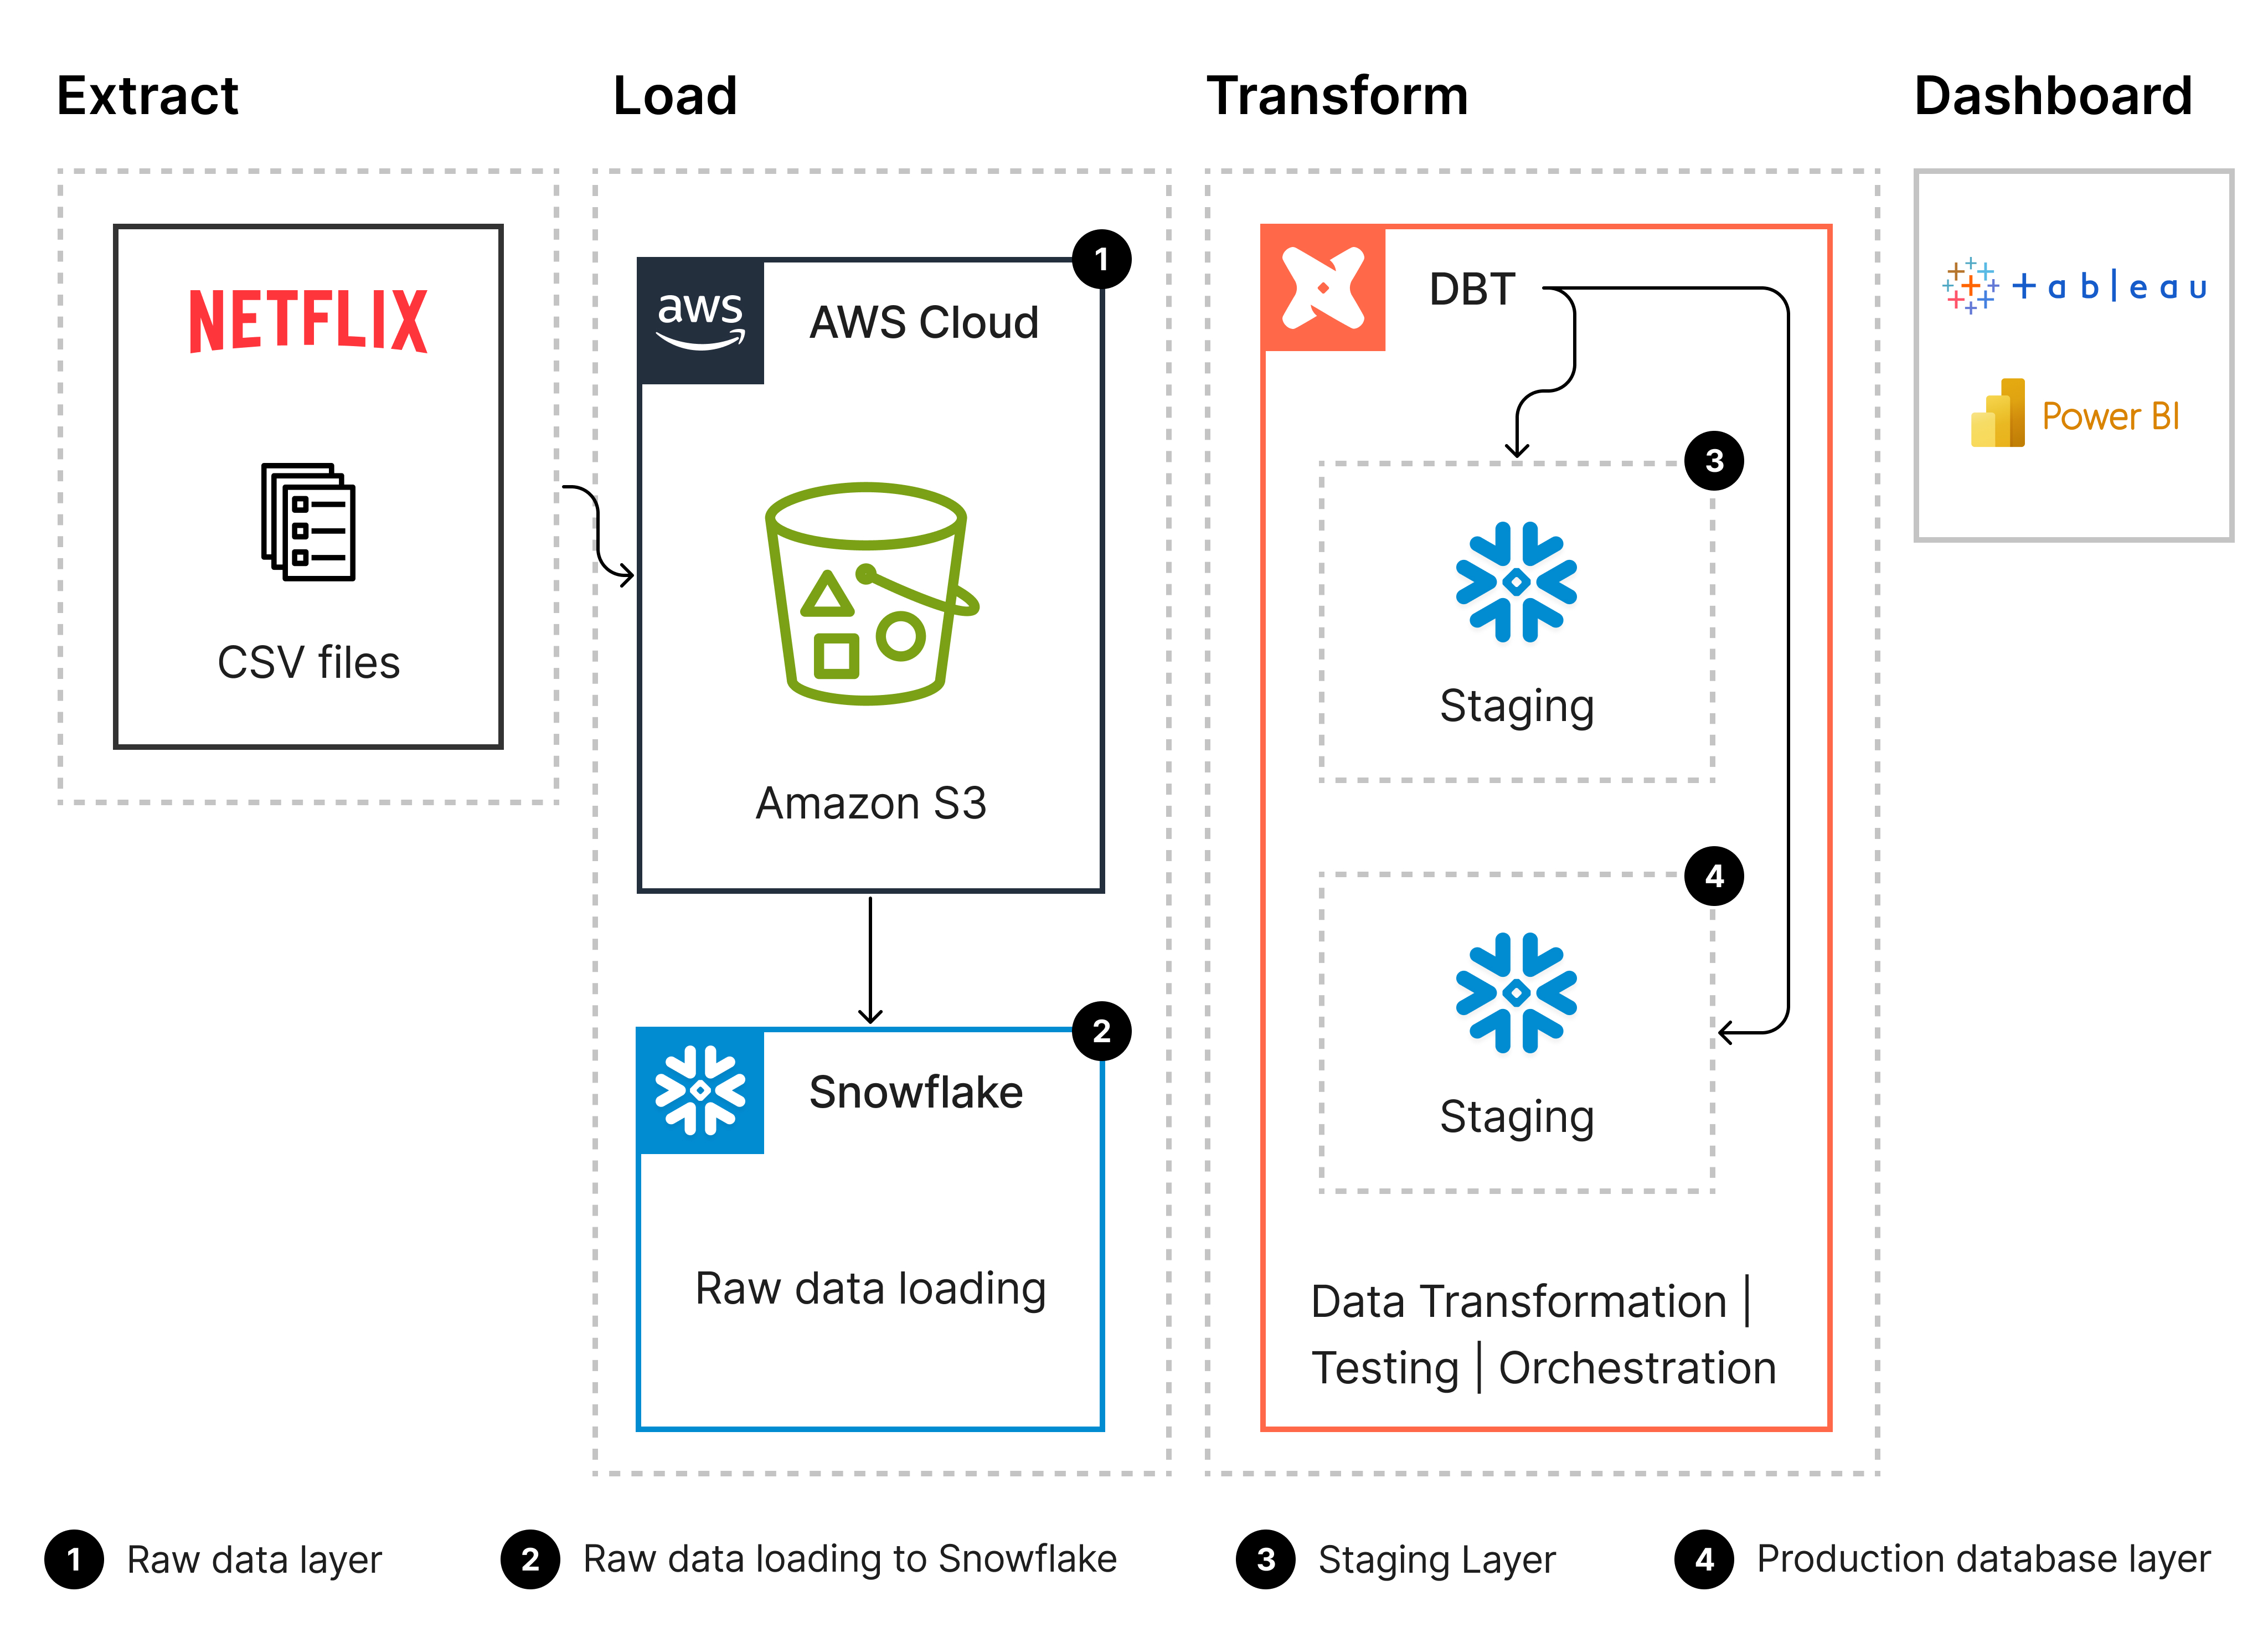 Extract
Load
Transform
Dashboard
NETFLIX
CSV files
1
aws
AWS Cloud
Amazon S3
2
Snowflake
Raw data loading
DBT
3
Staging
4
Staging
Data Transformation |
Testing | Orchestration
+ableau
Power BI
1 Raw data layer
2 Raw data loading to Snowflake
3 Staging Layer
4 Production database layer